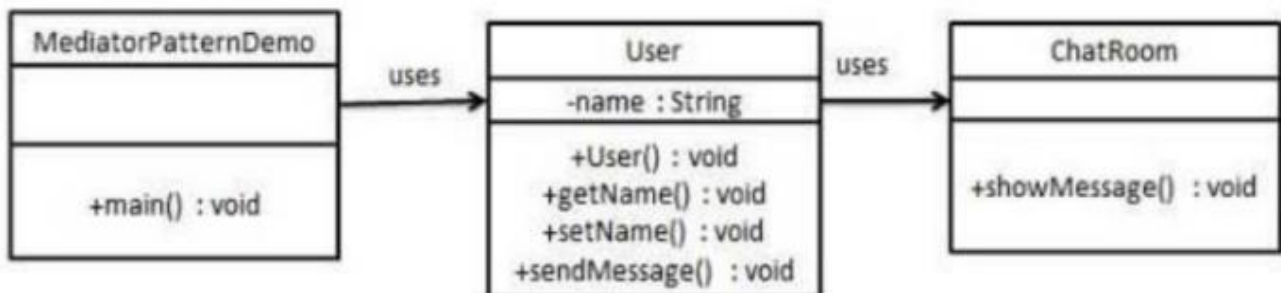 MediatorPatternDemo
+main() : void
uses
User
-name : String
+User() : void
+getName() : void
+setName() : void
+sendMessage() : void
uses
ChatRoom
+showMessage() : void